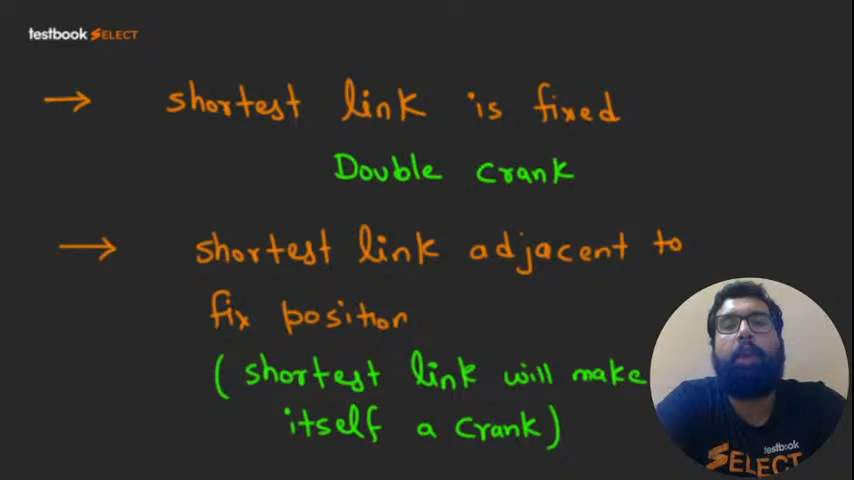 testbook SELECT
→ shortest link is fixed
Double crank
→ shortest link adjacent to
fix position
(shortest link will make
itself a crank)
testbook
SELECT